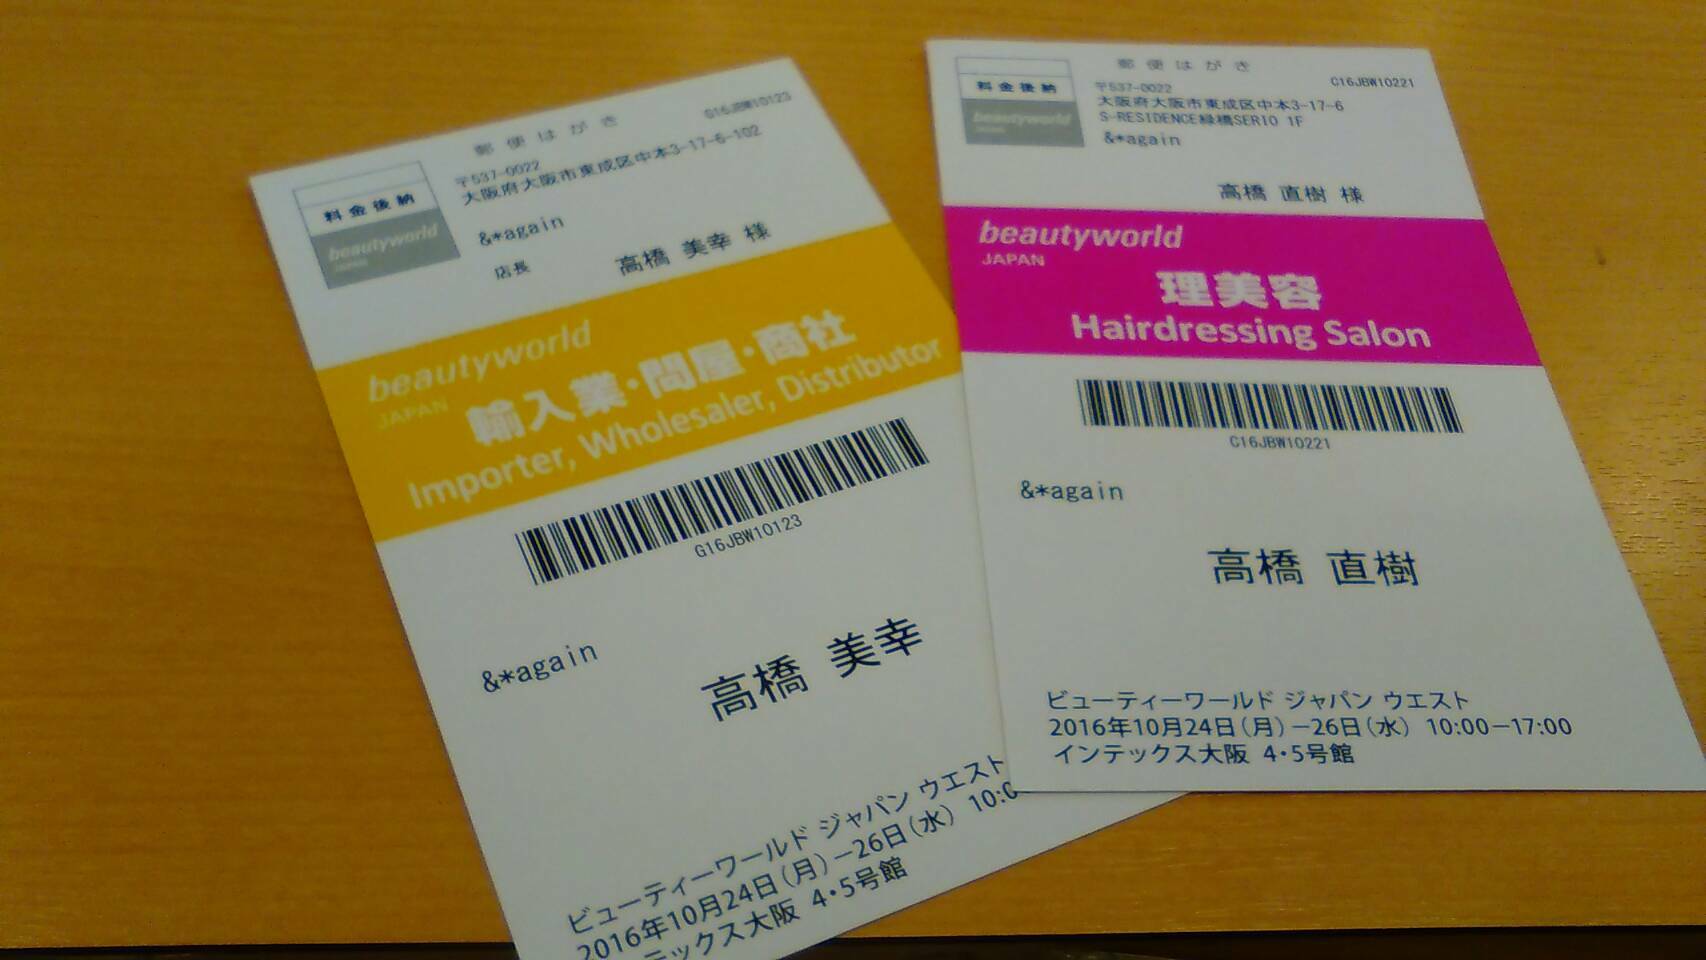 郵便はがき
G16JBW10123
料金後納
beautyworld
JAPAN
〒537-0022
大阪府大阪市東成区中本3-17-6-102
&*again
店長
高橋 美幸 様
beautyworld
JAPAN
輸入業・問屋・商社
Importer, Wholesaler, Distributor
G16JBW10123
&*again
高橋 美幸
ビューティーワールド ジャパン ウエスト
2016年10月24日(月)-26日(水) 10:0
テックス大阪 4・5号館
郵便はがき
C16JBW10221
料金後納
beautyworld
JAPAN
〒537-0022
大阪府大阪市東成区中本3-17-6
S-RESIDENCE緑橋SERIO 1F
&*again
高橋 直樹 様
beautyworld
JAPAN
理美容
Hairdressing Salon
C16JBW10221
&*again
高橋 直樹
ビューティーワールド ジャパン ウエスト
2016年10月24日(月)-26日(水) 10:00-17:00
インテックス大阪 4・5号館